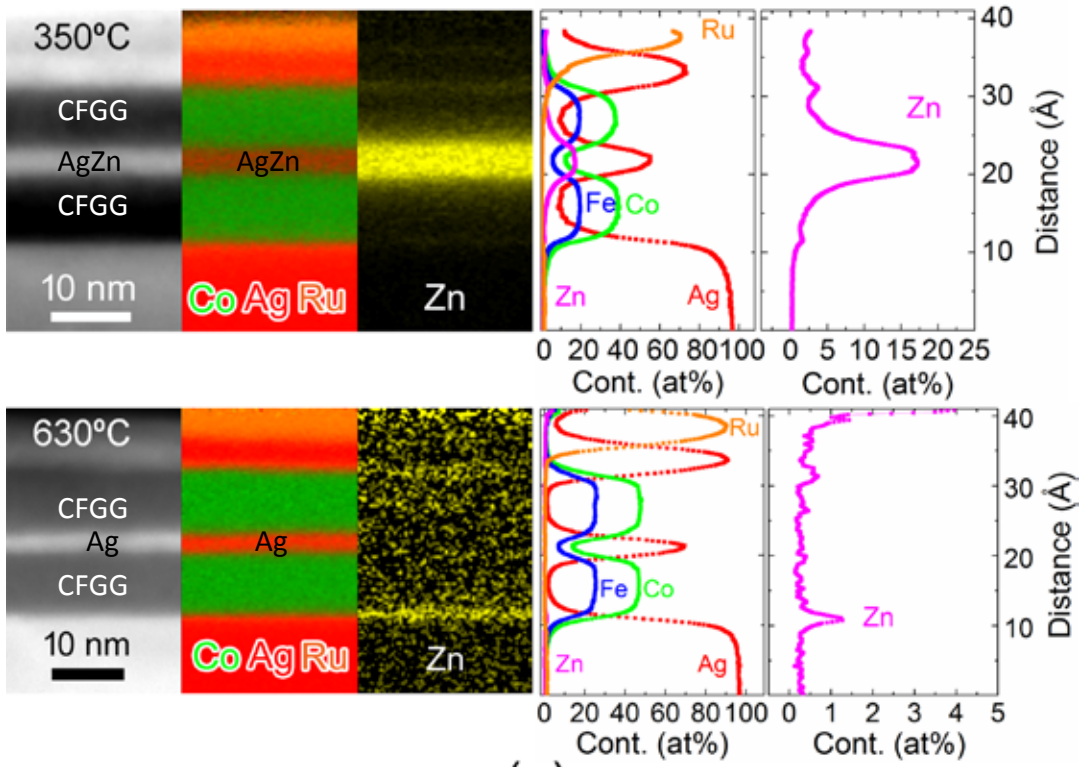 350ºC
CFGG
AgZn
CFGG
10 nm
AgZn
Co Ag Ru
Zn
Ru
Fe
Co
Zn
Ag
0 20 40 60 80 100
Cont. (at%)
Zn
40
30
20
10
Distance (Å)
0 5 10 15 20 25
Cont. (at%)
630ºC
CFGG
Ag
CFGG
10 nm
Ag
Co Ag Ru
Zn
Ru
Fe
Co
Zn
Ag
0 20 40 60 80 100
Cont. (at%)
Zn
40
30
20
10
Distance (Å)
0 1 2 3 4 5
Cont. (at%)